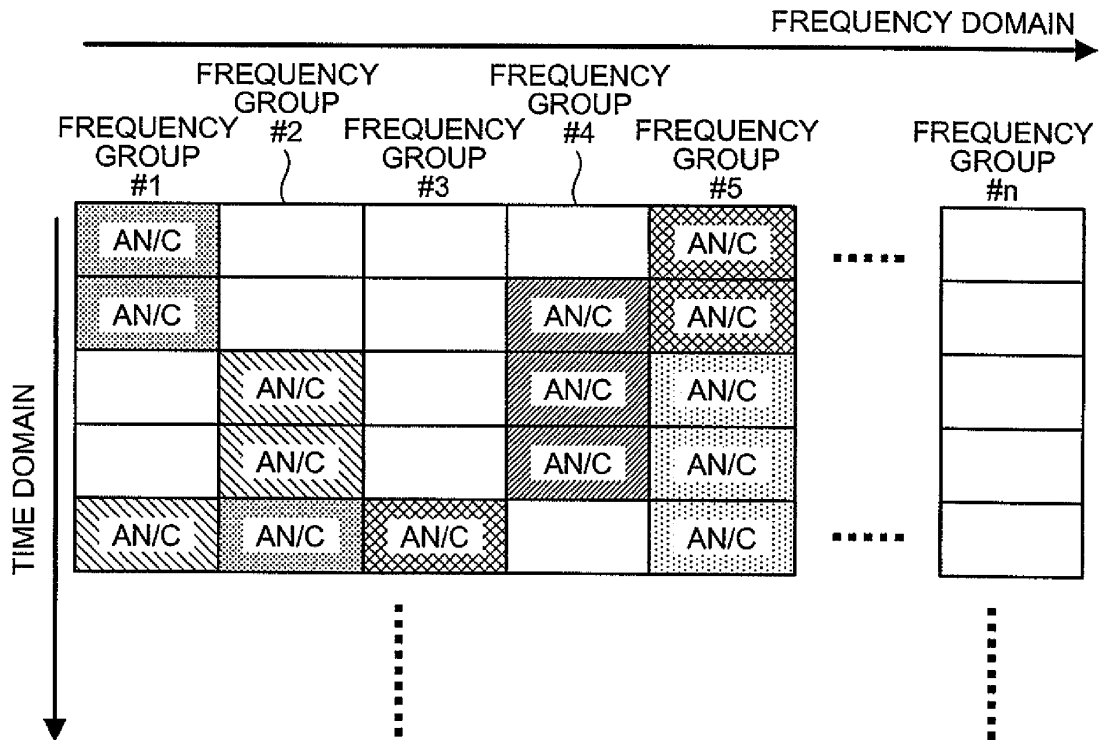 FREQUENCY DOMAIN
FREQUENCY
GROUP
#2
FREQUENCY
GROUP
#4
FREQUENCY
GROUP
#1
FREQUENCY
GROUP
#3
FREQUENCY
GROUP
#5
FREQUENCY
GROUP
#n
TIME DOMAIN
AN/C AN/C
AN/C AN/C AN/C
AN/C AN/C AN/C
AN/C AN/C AN/C
AN/C AN/C AN/C AN/C